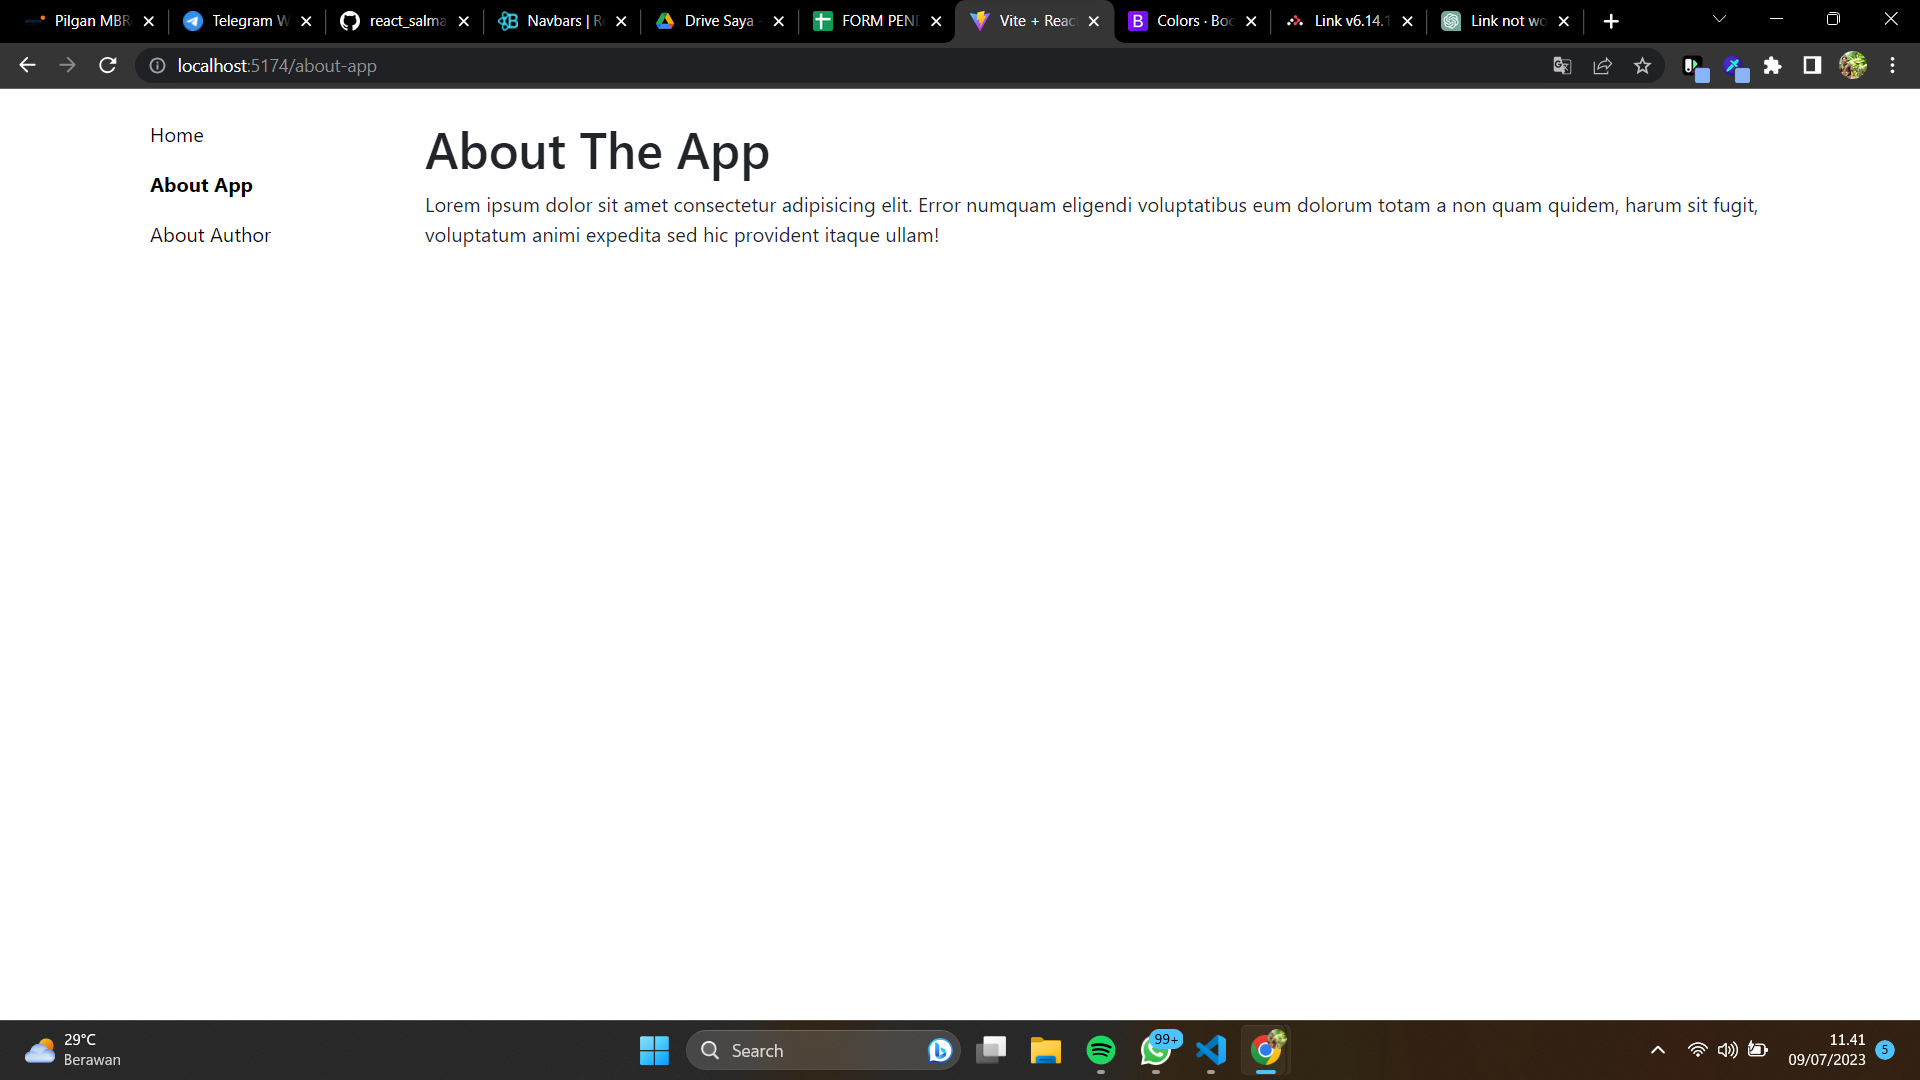 Pilgan MBR
Telegram W
react_salma
Navbars | Re
Drive Saya -
FORM PEND
Vite + React
Colors · Boo
Link v6.14.1
Link not wo
localhost:5174/about-app
Home
About App
About Author
About The App
Lorem ipsum dolor sit amet consectetur adipisicing elit. Error numquam eligendi voluptatibus eum dolorum totam a non quam quidem, harum sit fugit,
voluptatum animi expedita sed hic provident itaque ullam!
29°C
Berawan
Search
99+
11.41
09/07/2023
5